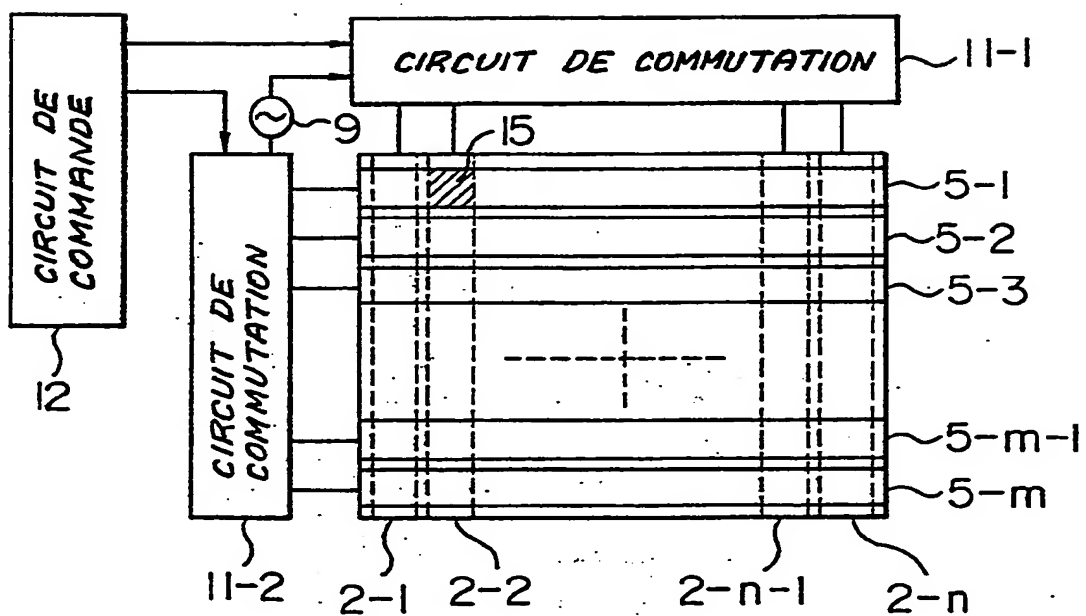 CIRCUIT DE
COMMANDE
12
CIRCUIT DE COMMUTATION
11-1
9
15
CIRCUIT DE
COMMUTATION
11-2
5-1
5-2
5-3
5-m-1
5-m
2-1
2-2
2-n-1
2-n